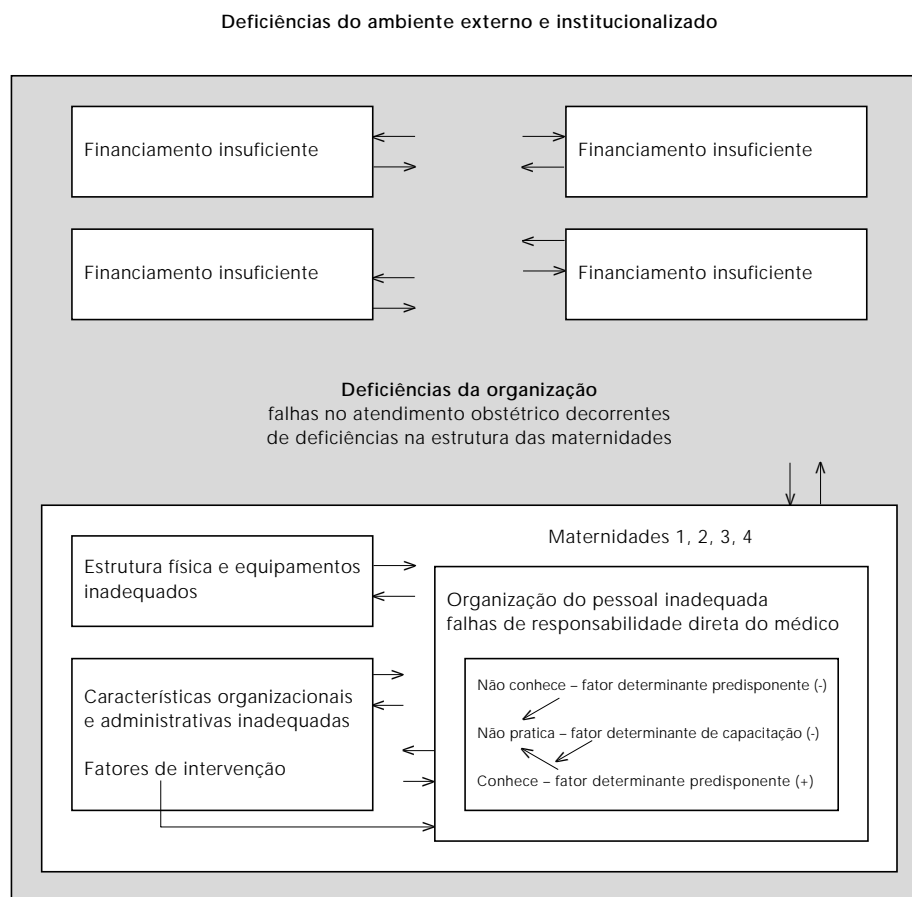 Deficiências do ambiente externo e institucionalizado
Financiamento insuficiente
Financiamento insuficiente
Financiamento insuficiente
Financiamento insuficiente
Deficiências da organização
falhas no atendimento obstétrico decorrentes
de deficiências na estrutura das maternidades
Maternidades 1, 2, 3, 4
Estrutura física e equipamentos
inadequados
Organização do pessoal inadequada
falhas de responsabilidade direta do médico
Características organizacionais
e administrativas inadequadas
Fatores de intervenção
Não conhece – fator determinante predisponente (-)
Não pratica – fator determinante de capacitação (-)
Conhece – fator determinante predisponente (+)